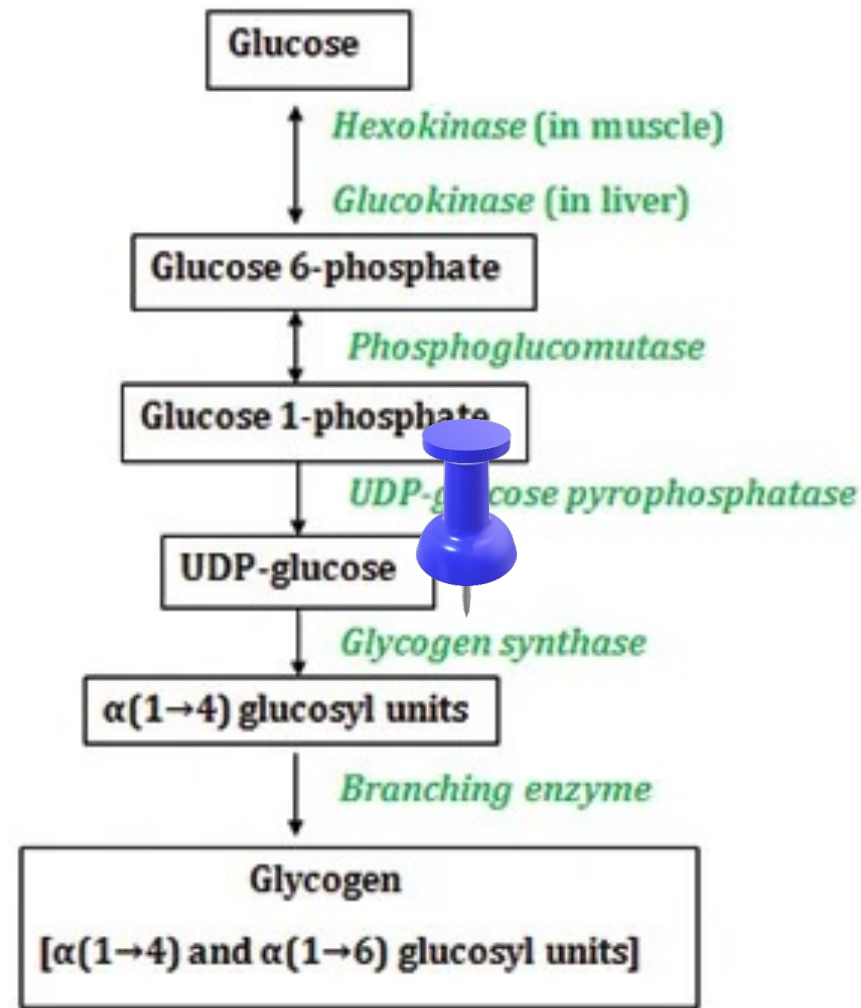 Glucose
Hexokinase (in muscle)
Glucokinase (in liver)
Glucose 6-phosphate
Phosphoglucomutase
Glucose 1-phosphate
pyrophosphatase
UDP-glucose
Glycogen synthase
α(1→4) glucosyl units
Branching enzyme
Glycogen
[α(1→4) and α(1→6) glucosyl units]